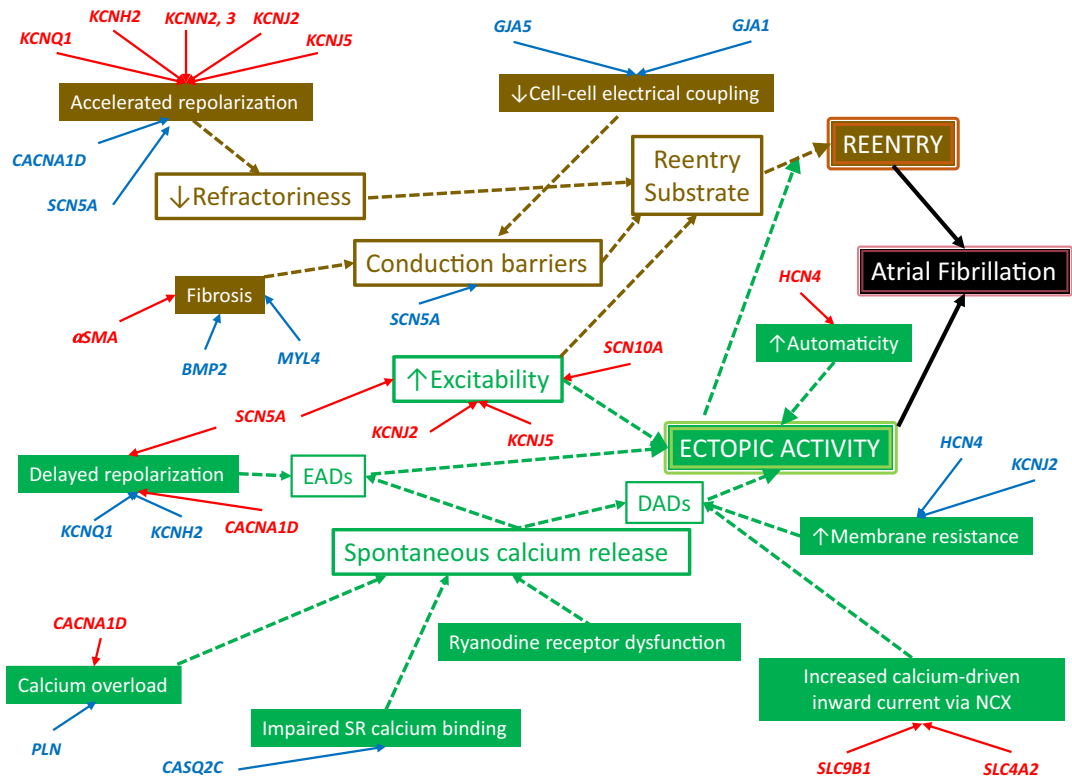 KCNH2
KCNN2, 3
KCNJ2
KCNQ1
KCNJ5
GJA5
GJA1
Accelerated repolarization
↓Cell-cell electrical coupling
REENTRY
CACNA1D
Reentry
Substrate
↓Refractoriness
SCN5A
Conduction barriers
Atrial Fibrillation
Fibrosis
HCN4
SCN5A
αSMA
↑Automaticity
BMP2
MYL4
SCN10A
↑Excitability
SCN5A
KCNJ2
KCNJ5
ECTOPIC ACTIVITY
HCN4
KCNJ2
Delayed repolarization
EADs
DADs
KCNQ1
KCNH2
CACNA1D
↑Membrane resistance
Spontaneous calcium release
CACNA1D
Ryanodine receptor dysfunction
Calcium overload
Increased calcium-driven
inward current via NCX
Impaired SR calcium binding
PLN
CASQ2C
SLC9B1
SLC4A2